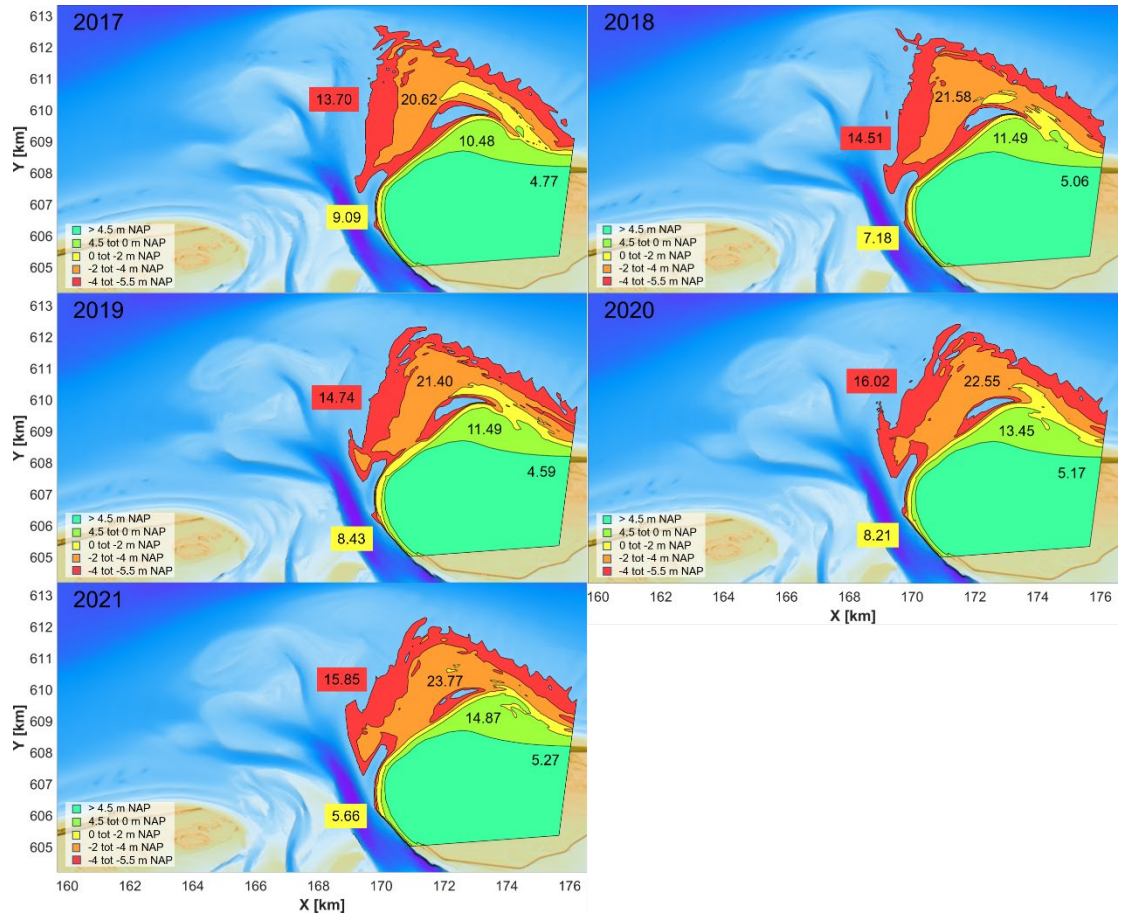 2017
613
612
611
610
609
608
607
606
605
Y [km]
13.70
20.62
10.48
4.77
9.09
> 4.5 m NAP
4.5 tot 0 m NAP
0 tot -2 m NAP
-2 tot -4 m NAP
-4 tot -5.5 m NAP
2018
21.58
14.51
11.49
5.06
7.18
> 4.5 m NAP
4.5 tot 0 m NAP
0 tot -2 m NAP
-2 tot -4 m NAP
-4 tot -5.5 m NAP
2019
613
612
611
610
609
608
607
606
605
Y [km]
14.74
21.40
11.49
4.59
8.43
> 4.5 m NAP
4.5 tot 0 m NAP
0 tot -2 m NAP
-2 tot -4 m NAP
-4 tot -5.5 m NAP
2020
16.02
22.55
13.45
5.17
8.21
> 4.5 m NAP
4.5 tot 0 m NAP
0 tot -2 m NAP
-2 tot -4 m NAP
-4 tot -5.5 m NAP
160 162 164 166 168 170 172 174 176
X [km]
2021
613
612
611
610
609
608
607
606
605
Y [km]
15.85
23.77
14.87
5.27
5.66
> 4.5 m NAP
4.5 tot 0 m NAP
0 tot -2 m NAP
-2 tot -4 m NAP
-4 tot -5.5 m NAP
160 162 164 166 168 170 172 174 176
X [km]